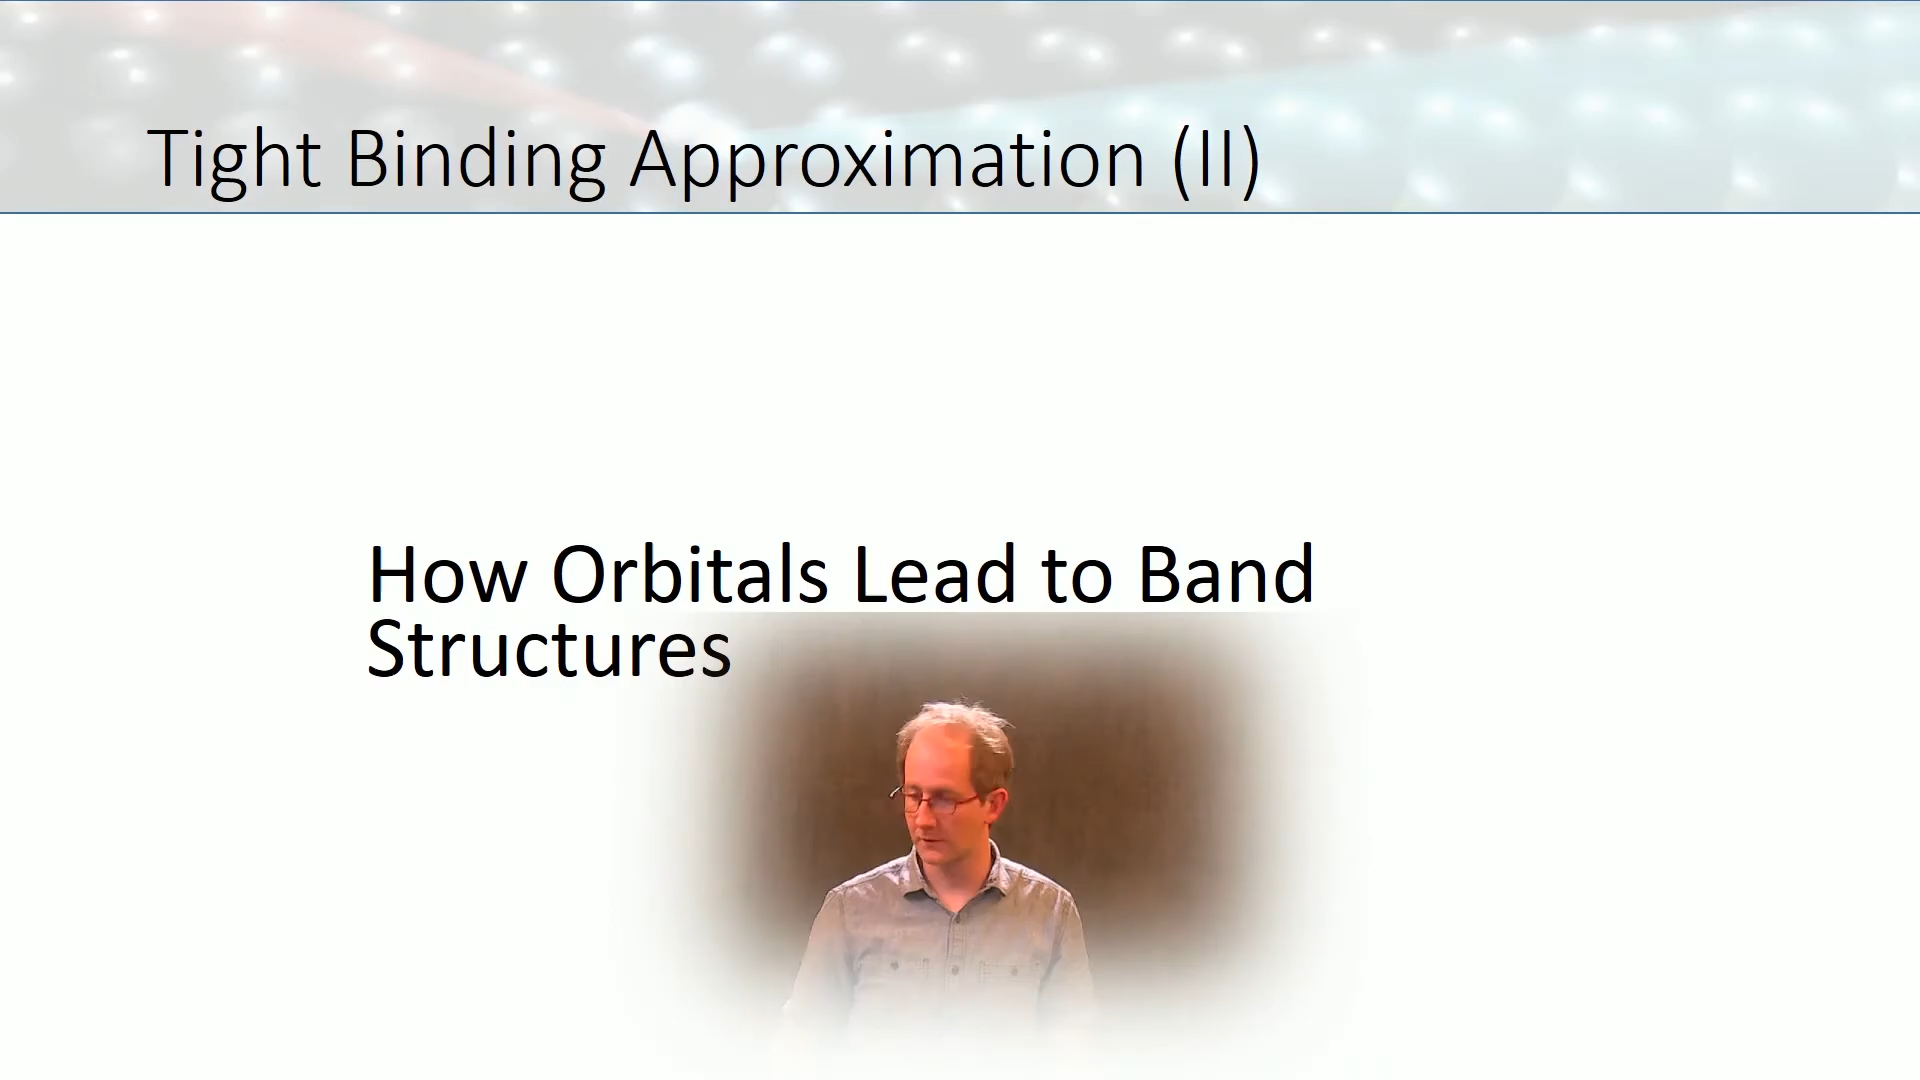 Tight Binding Approximation (II)
How Orbitals Lead to Band
Structures